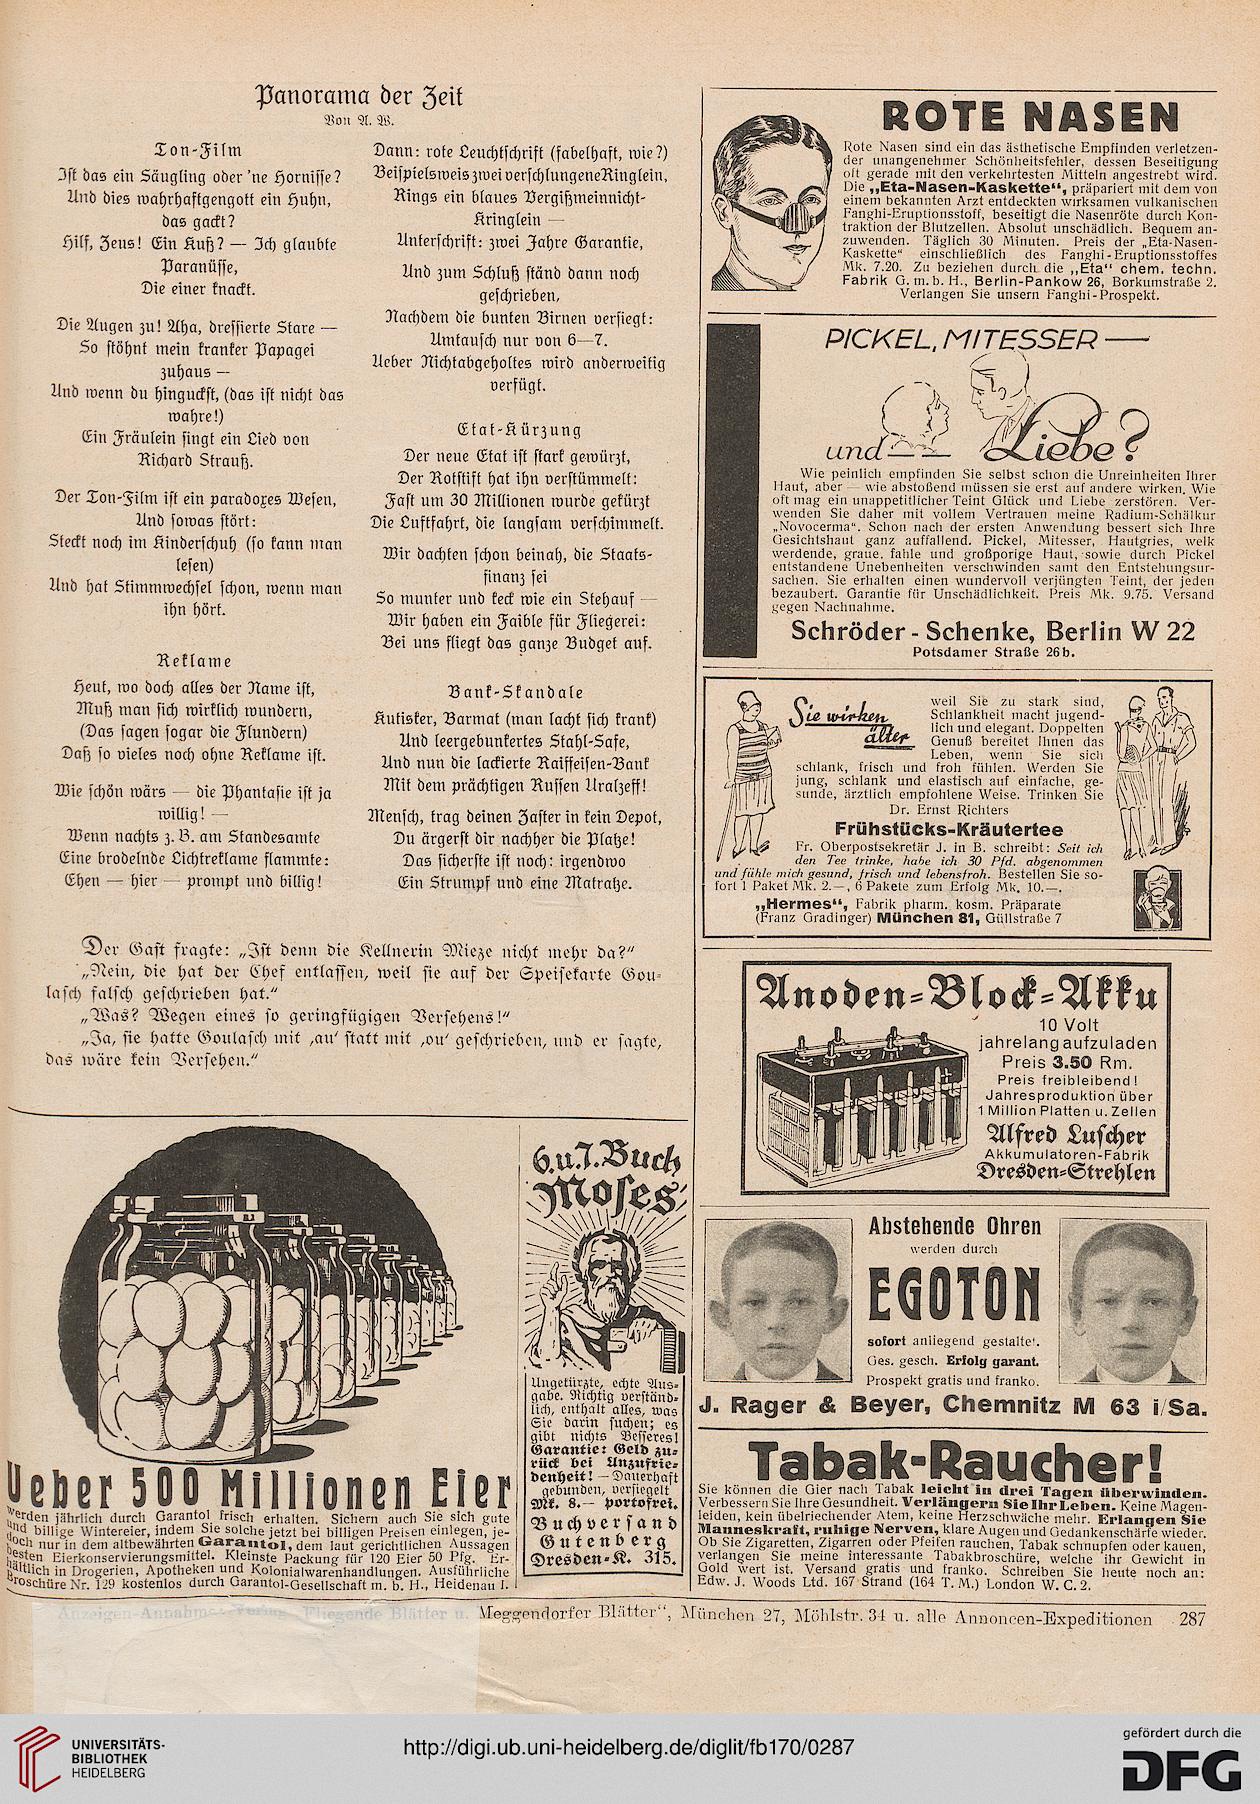 Panorama der Zeit
Von A. W.
Ton-Film
Ist das ein Säugling oder 'ne Hornisse?
Und dies wahrhaftgengott ein Huhn,
das gackt?
Hilf, Zeus! Ein Kuß? — Ich glaubte
Paranüsse,
Die einer knackt.
Die Augen zu! Aha, dressierte Stare —
So stöhnt mein kranker Papagei
zuhaus —
Und wenn du hinguckst, (das ist nicht das
wahre!)
Ein Fräulein singt ein Lied von
Richard Strauß.
Der Ton-Film ist ein paradoxes Wesen,
Und sowas stört:
Steckt noch im Kinderschuh (so kann man
lesen)
Und hat Stimmwechsel schon, wenn man
ihn hört.
Reklame
Heut, wo doch alles der Name ist,
Muß man sich wirklich wundern,
(Das sagen sogar die Flundern)
Daß so vieles noch ohne Reklame ist.
Wie schön wärs — die Phantasie ist ja
willig! —
Wenn nachts z. B. am Standesamte
Eine brodelnde Lichtreklame flammte:
Ehen — hier — prompt und billig!
Dann: rote Leuchtschrift (fabelhaft, wie?)
Beispielsweis zwei verschlungene Ringlein,
Rings ein blaues Vergißmeinnicht-
Kringlein —
Unterschrift: zwei Jahre Garantie,
Und zum Schluß ständ dann noch
geschrieben,
Nachdem die bunten Birnen versiegt:
Umtausch nur von 6—7.
Ueber Nichtabgeholtes wird anderweitig
verfügt.
Etat-Kürzung
Der neue Etat ist stark gewürzt,
Der Rotstift hat ihn verstümmelt:
Fast um 30 Millionen wurde gekürzt
Die Luftfahrt, die langsam verschimmelt.
Wir dachten schon beinah, die Staats-
finanz sei
So munter und keck wie ein Stehauf —
Wir haben ein Faible für Fliegerei:
Bei uns fliegt das ganze Budget auf.
Bank-Skandale
Kutisker, Barmat (man lacht sich krank)
Und leergebunkertes Stahl-Safe,
Und nun die lackierte Raiffeisen-Bank
Mit dem prächtigen Russen Uralzeff!
Mensch, trag deinen Zaster in kein Depot,
Du ärgerst dir nachher die Platze!
Das sicherste ist noch: irgendwo
Ein Strumpf und eine Matratze.
Der Gast fragte: „Ist denn die Kellnerin Mieze nicht mehr da?"
„Nein, die hat der Chef entlassen, weil sie auf der Speisekarte Gou-
lasch falsch geschrieben hat."
„Was? Wegen eines so geringfügigen Versehens!"
„Ja, sie hatte Goulasch mit ‚au' statt mit ‚ou' geschrieben, und er sagte,
das wäre kein Versehen."
Ueber 500 Millionen Eier
werden jährlich durch Garantol frisch erhalten. Sichern auch Sie sich gute
und billige Wintereier, indem Sie solche jetzt bei billigen Preisen einlegen, je-
doch nur in dem altbewährten Garantol, dem laut gerichtlichen Aussagen
besten Eierkonservierungsmittel. Kleinste Packung für 120 Eier 50 Pfg. Er-
hältlich in Drogerien, Apotheken und Kolonialwarenhandlungen. Ausführliche
Broschüre Nr. 129 kostenlos durch Garantol-Gesellschaft m. b. H., Heidenau I.
6. u. 7. Buch
Moses'
Ungekürzte, echte Aus-
gabe. Richtig verständ-
lich, enthält alles, was
Sie darin suchen; es
gibt nichts Besseres!
Garantie: Geld zu-
rück bei Unzufrie-
denheit! — Dauerhaft
gebunden, versiegelt
Mk. 8.— portofrei.
Buchversand
Gutenberg
Dresden-K. 315.
ROTE NASEN
Rote Nasen sind ein das ästhetische Empfinden verletzen-
der unangenehmer Schönheitsfehler, dessen Beseitigung
oft gerade mit den verkehrtesten Mitteln angestrebt wird.
Die „Eta-Nasen-Kaskette", präpariert mit dem von
einem bekannten Arzt entdeckten wirksamen vulkanischen
Fanghi-Eruptionsstoff, beseitigt die Nasenröte durch Kon-
traktion der Blutzellen. Absolut unschädlich. Bequem an-
zuwenden. Täglich 30 Minuten. Preis der „Eta-Nasen-
Kaskette" einschließlich des Fanghi-Eruptionsstoffes
Mk. 7.20. Zu beziehen durch die „Eta" chem. techn.
Fabrik G. m. b. H., Berlin-Pankow 26, Borkumstraße 2.
Verlangen Sie unsern Fanghi-Prospekt.
PICKEL, MITESSER —
und Liebe?
Wie peinlich empfinden Sie selbst schon die Unreinheiten Ihrer
Haut, aber — wie abstoßend müssen sie erst auf andere wirken. Wie
oft mag ein unappetitlicher Teint Glück und Liebe zerstören. Ver-
wenden Sie daher mit vollem Vertrauen meine Radium-Schälkur
„Novocerma". Schon nach der ersten Anwendung bessert sich Ihre
Gesichtshaut ganz auffallend. Pickel, Mitesser, Hautgries, welk
werdende, graue, fahle und großporige Haut, sowie durch Pickel
entstandene Unebenheiten verschwinden samt den Entstehungsur-
sachen. Sie erhalten einen wundervoll verjüngten Teint, der jeden
bezaubert. Garantie für Unschädlichkeit. Preis Mk. 9.75. Versand
gegen Nachnahme.
Schröder - Schenke, Berlin W 22
Potsdamer Straße 26b.
Sie wirken
älter
weil Sie zu stark sind,
Schlankheit macht jugend-
lich und elegant. Doppelten
Genuß bereitet Ihnen das
Leben, wenn Sie sich
schlank, frisch und froh fühlen. Werden Sie
jung, schlank und elastisch auf einfache, ge-
sunde, ärztlich empfohlene Weise. Trinken Sie
Dr. Ernst Richters
Frühstücks-Kräutertee
Fr. Oberpostsekretär J. in B. schreibt: Seit ich
den Tee trinke, habe ich 30 Pfd. abgenommen
und fühle mich gesund, frisch und lebensfroh. Bestellen Sie so-
fort 1 Paket Mk. 2.—, 6 Pakete zum Erfolg Mk. 10.—.
„Hermes", Fabrik pharm. kosm. Präparate
(Franz Gradinger) München 81, Güllstraße 7
Anoden-Block-Akku
10 Volt
jahrelang aufzuladen
Preis 3.50 Rm.
Preis freibleibend!
Jahresproduktion über
1 Million Platten u. Zellen
Alfred Luscher
Akkumulatoren-Fabrik
Dresden-Strehlen
Abstehende Ohren
werden durch
EGOTON
sofort anliegend gestaltet.
Ges. gesch. Erfolg garant.
Prospekt gratis und franko.
J. Rager & Beyer, Chemnitz M 63 i/Sa.
Tabak-Raucher!
Sie können die Gier nach Tabak leicht in drei Tagen überwinden.
Verbessern Sie Ihre Gesundheit. Verlängern Sie Ihr Leben. Keine Magen-
leiden, kein übelriechender Atem, keine Herzschwäche mehr. Erlangen Sie
Manneskraft, ruhige Nerven, klare Augen und Gedankenschärfe wieder.
Ob Sie Zigaretten, Zigarren oder Pfeifen rauchen, Tabak schnupfen oder kauen,
verlangen Sie meine interessante Tabakbroschüre, welche ihr Gewicht in
Gold wert ist. Versand gratis und franko. Schreiben Sie heute noch an:
Edw. J. Woods Ltd. 167 Strand (164 T. M.) London W. C. 2.
Anzeigen-Annahme: Verlag „Fliegende Blätter u. Meggendorfer Blätter", München 27, Möhlstr. 34 u. alle Annoncen-Expeditionen 287
UNIVERSITÄTS-
BIBLIOTHEK
HEIDELBERG
http://digi.ub.uni-heidelberg.de/diglit/fb170/0287
gefördert durch die
DFG